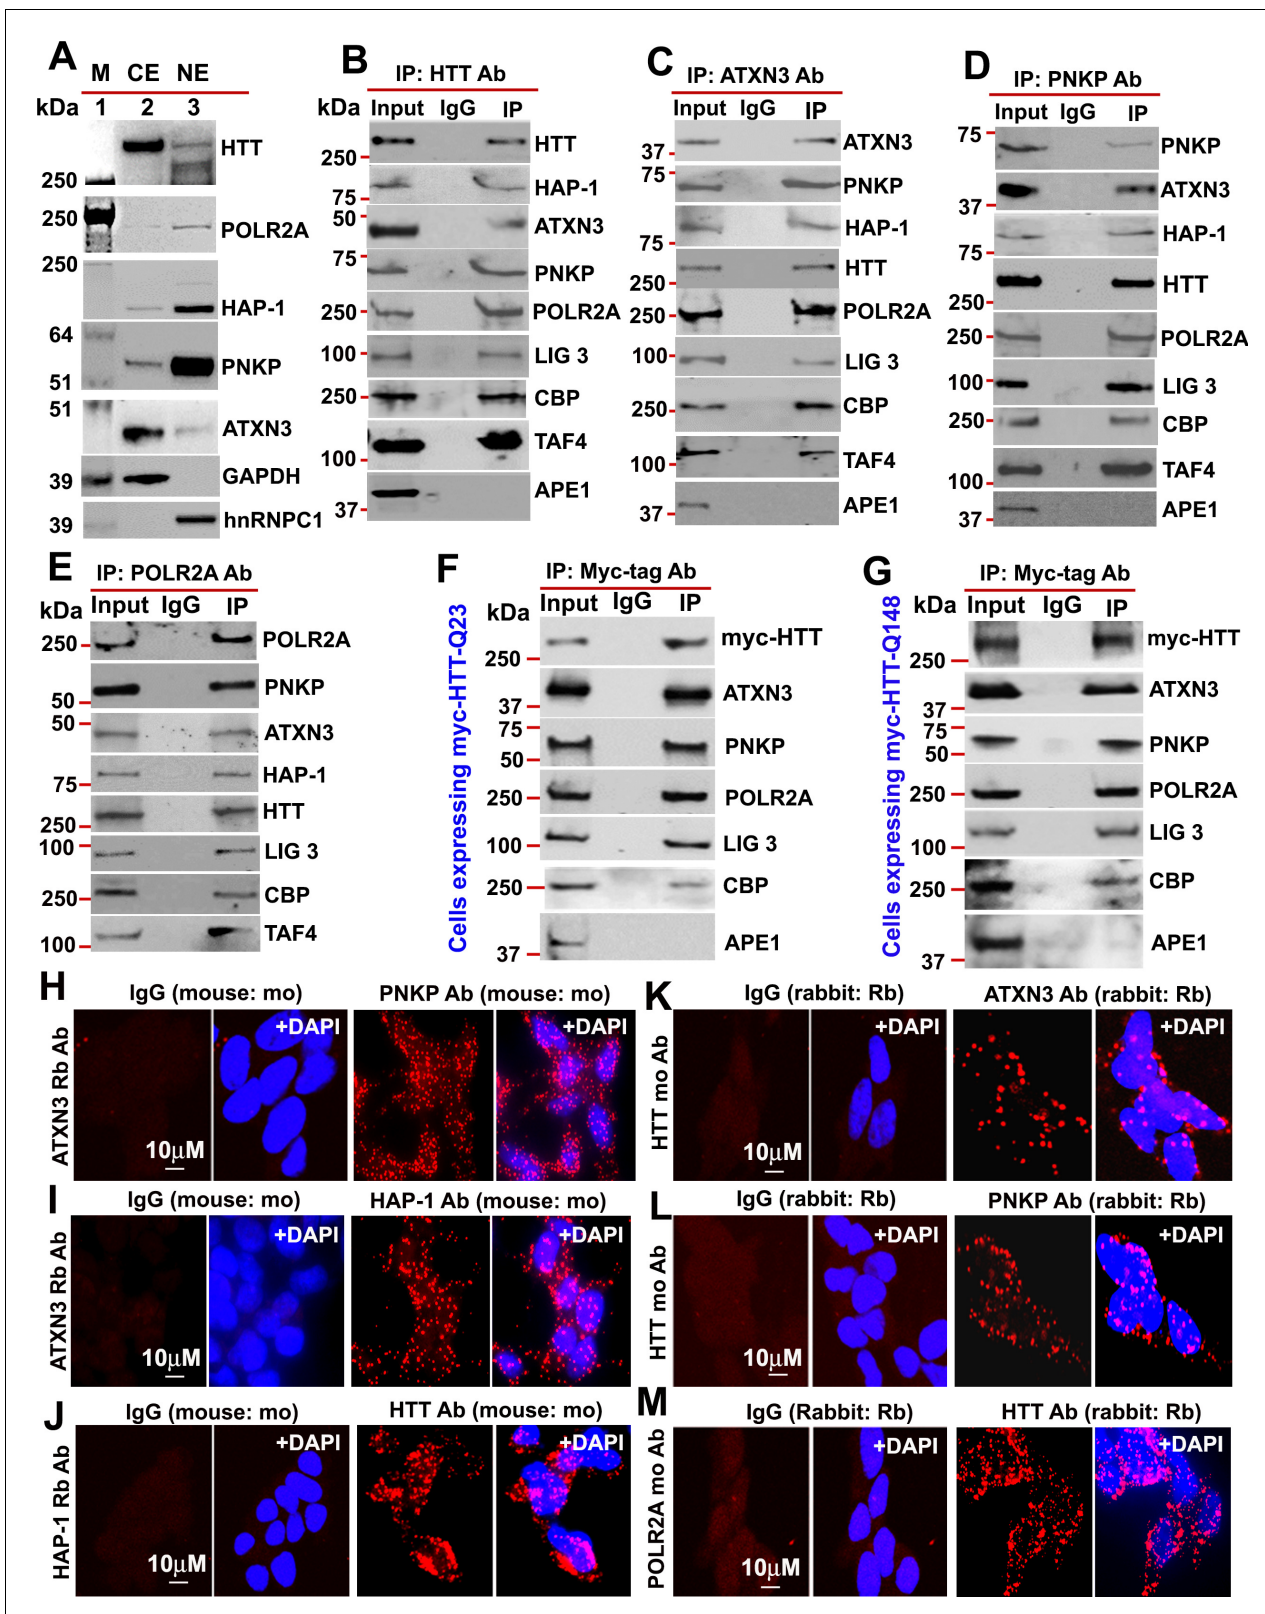 A
M CE NE
kDa 1 2 3
HTT
250
250
POLR2A
250
HAP-1
64
PNKP
51
51
ATXN3
39
GAPDH
39
hnRNPC1
B
IP: HTT Ab
kDa Input IgG IP
HTT
250
HAP-1
75
50
ATXN3
75
PNKP
250
POLR2A
100
LIG 3
250
CBP
TAF4
100
APE1
37
C
IP: ATXN3 Ab
Input IgG IP
ATXN3
37
75
PNKP
HAP-1
75
HTT
250
POLR2A
250
100
LIG 3
250
CBP
TAF4
100
APE1
37
D
IP: PNKP Ab
Input IgG IP
75
PNKP
ATXN3
37
HAP-1
75
HTT
250
250
POLR2A
100
LIG 3
250
CBP
TAF4
100
APE1
37
E
IP: POLR2A Ab
kDa Input IgG IP
250
POLR2A
PNKP
50
50
ATXN3
HAP-1
75
HTT
250
100
LIG 3
250
CBP
TAF4
100
F
Cells expressing myc-HTT-Q23
IP: Myc-tag Ab
kDa Input IgG IP
myc-HTT
250
ATXN3
37
75
PNKP
50
250
POLR2A
100
LIG 3
250
CBP
APE1
37
G
Cells expressing myc-HTT-Q148
IP: Myc-tag Ab
kDa Input IgG IP
myc-HTT
250
ATXN3
37
75
PNKP
50
250
POLR2A
LIG 3
100
250
CBP
APE1
37
H
IgG (mouse: mo) PNKP Ab (mouse: mo)
ATXN3 Rb Ab
+DAPI +DAPI
10µM
I
IgG (mouse: mo) HAP-1 Ab (mouse: mo)
ATXN3 Rb Ab
+DAPI +DAPI
10µM
J
IgG (mouse: mo) HTT Ab (mouse: mo)
HAP-1 Rb Ab
+DAPI +DAPI
10µM
K
IgG (rabbit: Rb) ATXN3 Ab (rabbit: Rb)
HTT mo Ab
+DAPI +DAPI
10µM
L
IgG (rabbit: Rb) PNKP Ab (rabbit: Rb)
HTT mo Ab
+DAPI +DAPI
10µM
M
IgG (Rabbit: Rb) HTT Ab (rabbit: Rb)
POLR2A mo Ab
+DAPI +DAPI
10µM